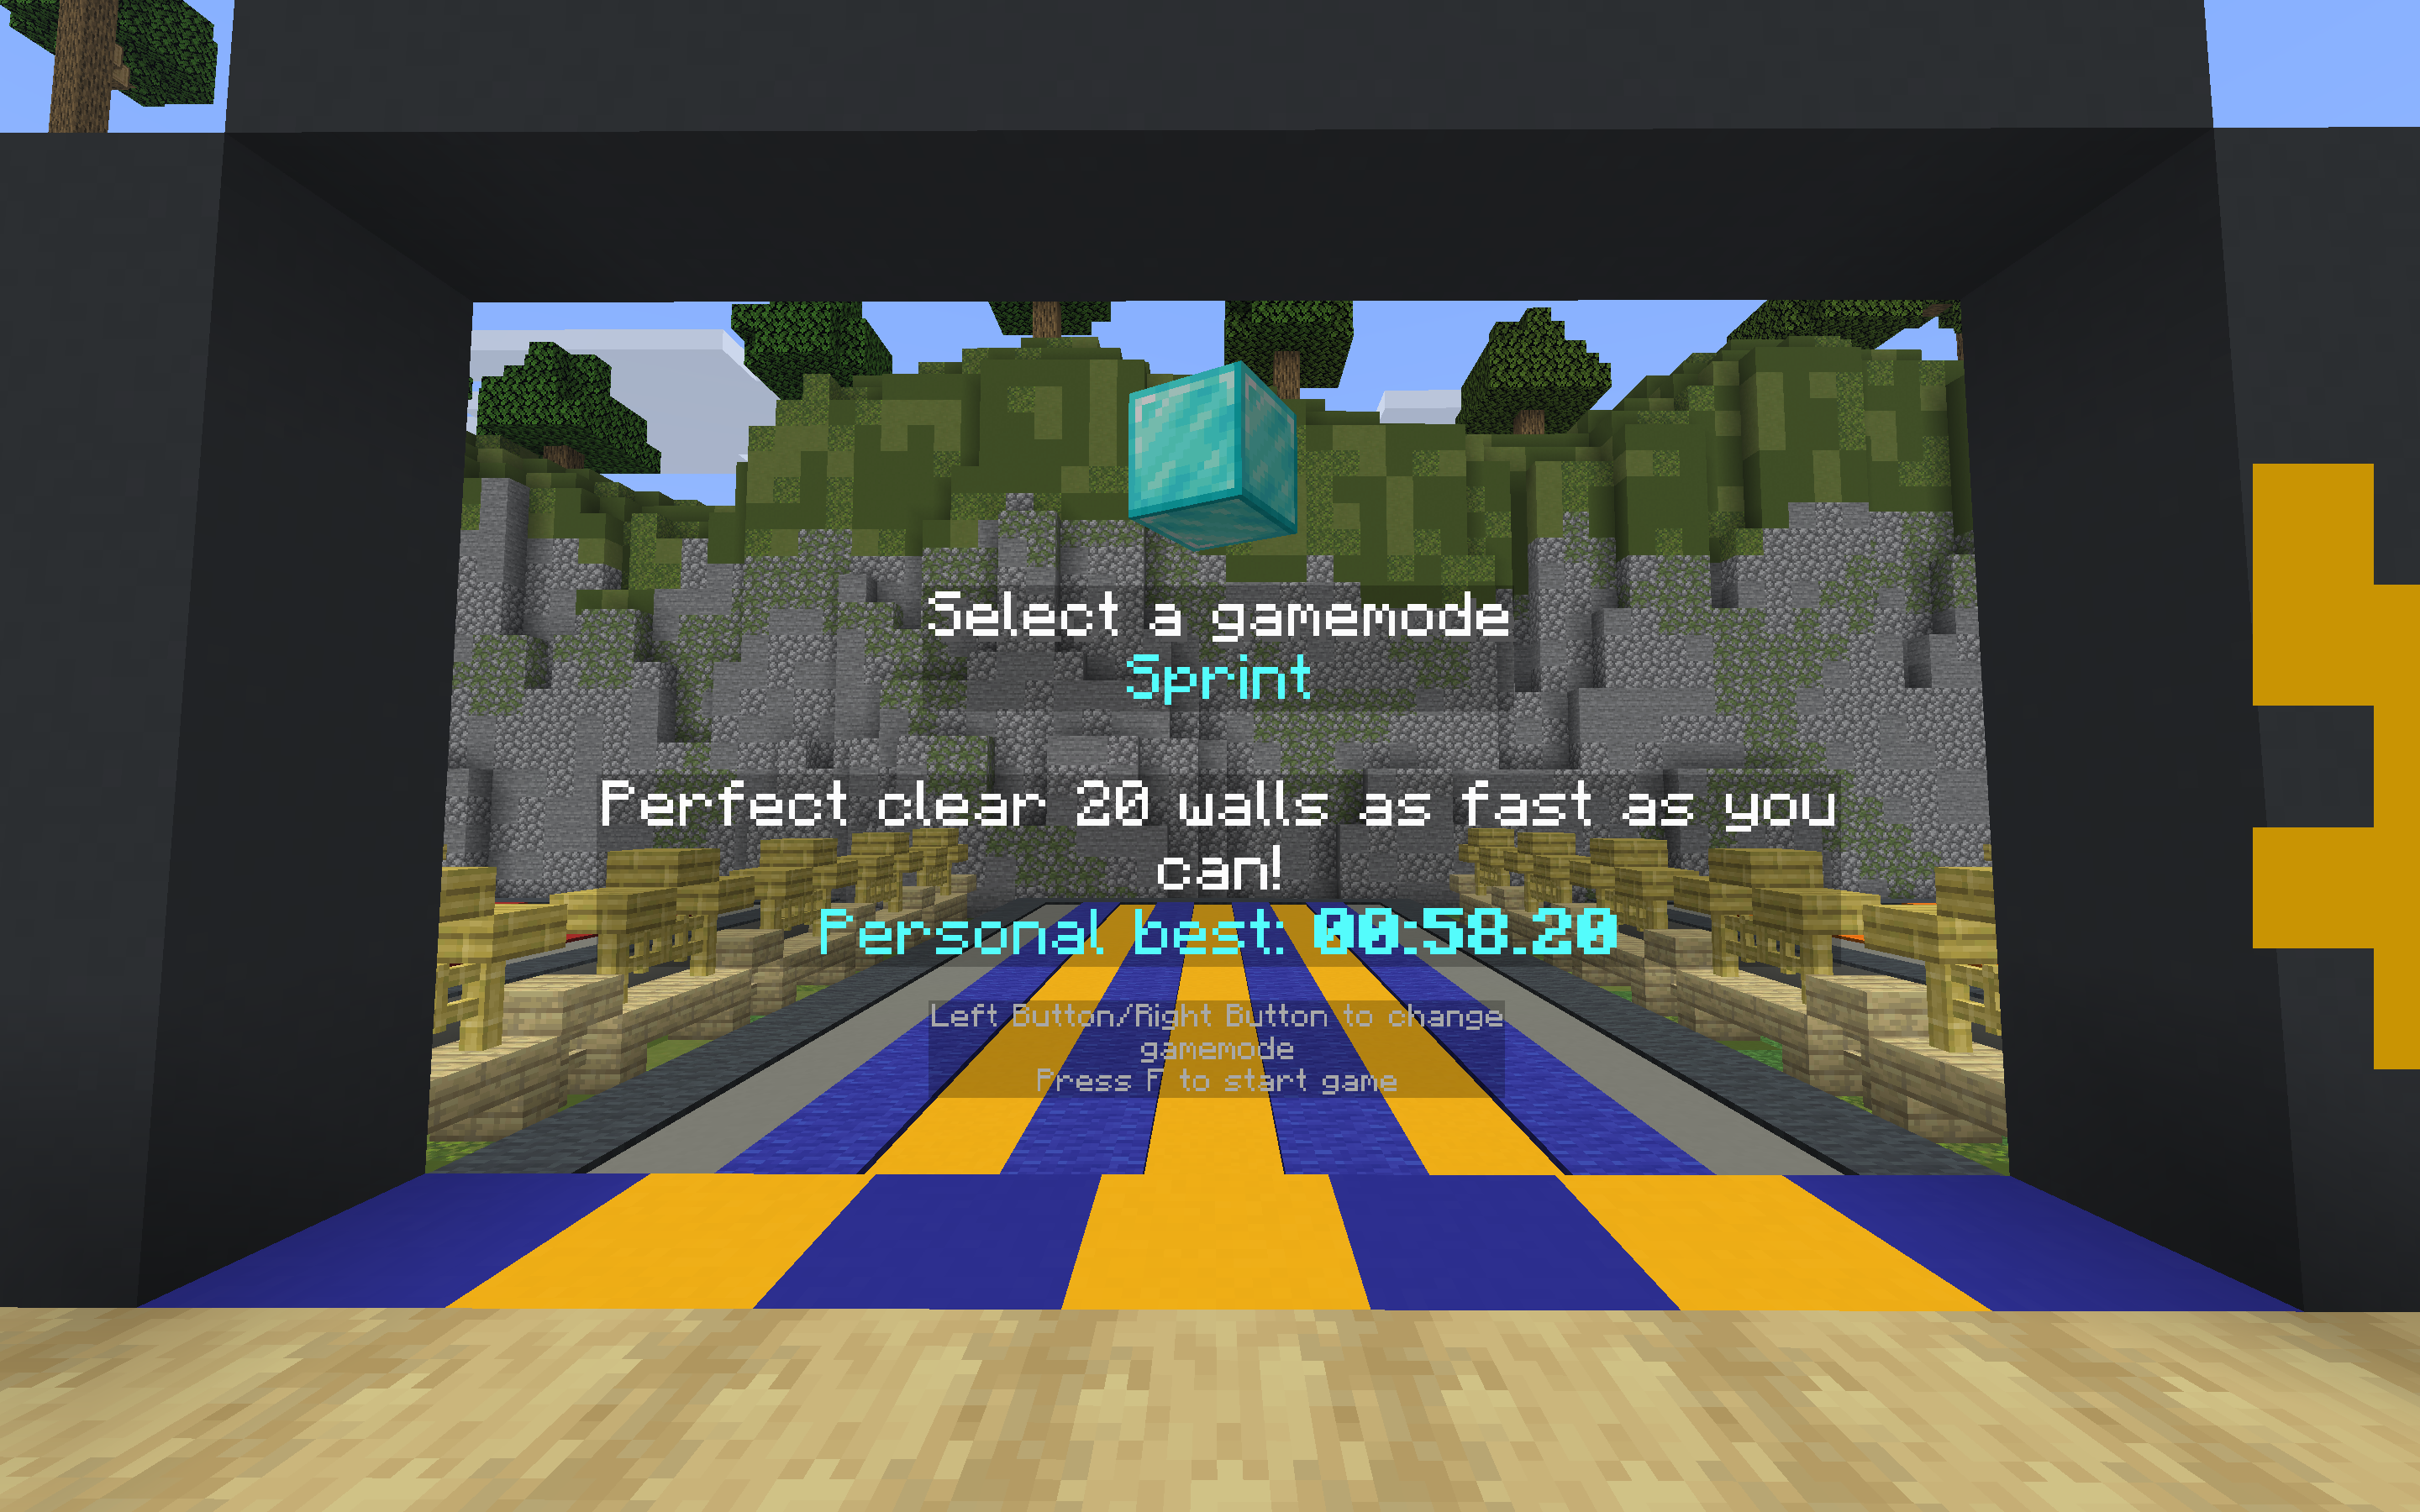 Select a gamemode
Sprint
Perfect clear 20 walls as fast as you
can!
Personal best: 00:58.20
Left Button/Right Button to change
gamemode
Press F to start game